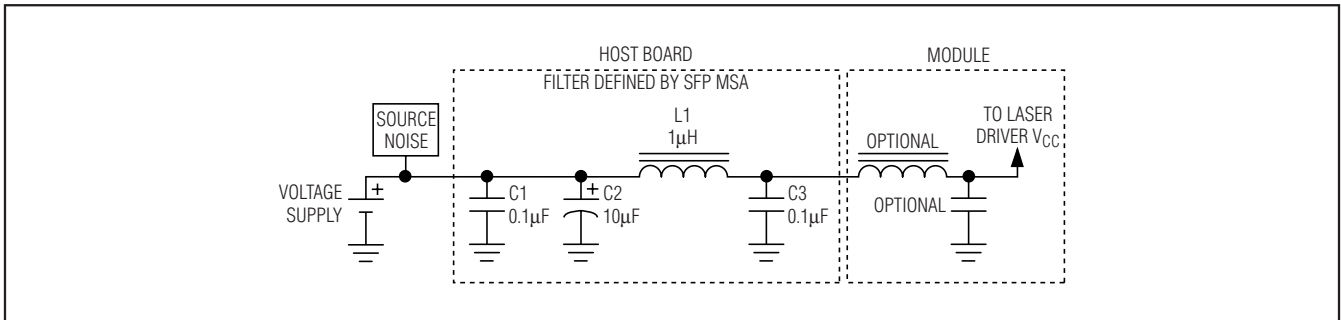 HOST BOARD
MODULE
FILTER DEFINED BY SFP MSA
SOURCE
NOISE
L1
1μH
OPTIONAL
TO LASER
DRIVER VCC
VOLTAGE
SUPPLY
+
C1
0.1μF
+
C2
10μF
C3
0.1μF
OPTIONAL